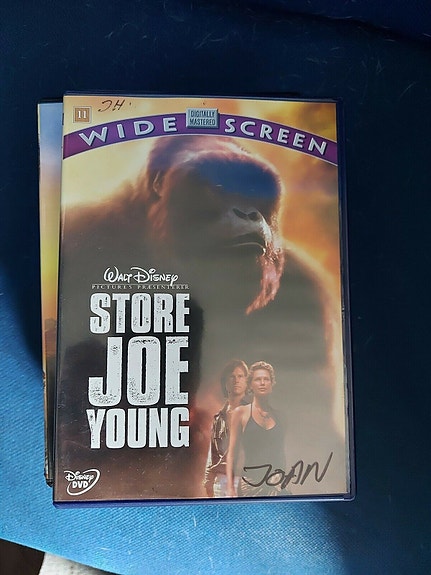 11
JH.
WIDE SCREEN
DIGITALLY
MASTERED
WALT DISNEY
PICTURES PRÆSENTERER
STORE
JOE
YOUNG
JOAN
Disney
DVD